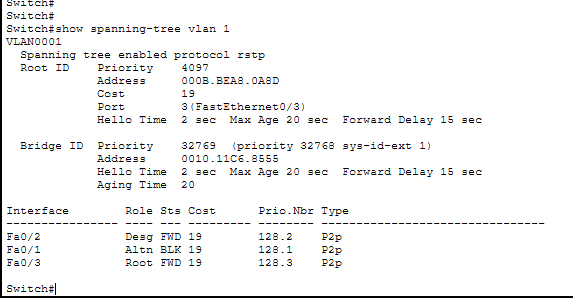 Switch#
Switch#
Switch#show spanning-tree vlan 1
VLAN0001
  Spanning tree enabled protocol rstp
  Root ID    Priority    4097
             Address     000B.BEA8.0A8D
             Cost        19
             Port        3(FastEthernet0/3)
             Hello Time  2 sec  Max Age 20 sec  Forward Delay 15 sec

  Bridge ID  Priority    32769  (priority 32768 sys-id-ext 1)
             Address     0010.11C6.8555
             Hello Time  2 sec  Max Age 20 sec  Forward Delay 15 sec
             Aging Time  20

Interface        Role Sts Cost      Prio.Nbr Type
---------------- ---- --- --------- -------- --------------------------------
Fa0/2            Desg FWD 19        128.2    P2p
Fa0/1            Altn BLK 19        128.1    P2p
Fa0/3            Root FWD 19        128.3    P2p

Switch#